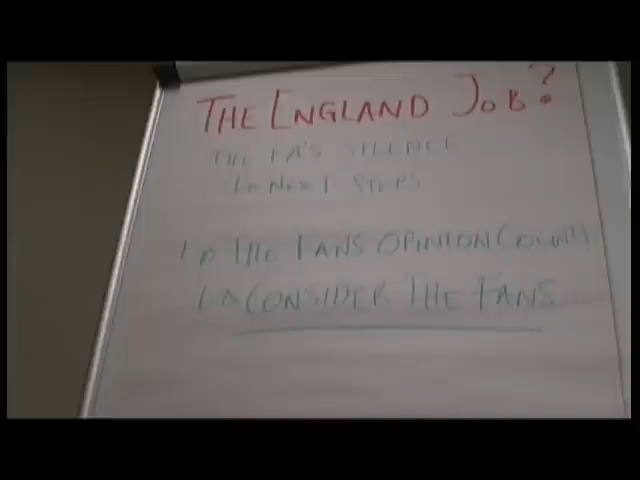 THE ENGLAND JOB?
THE FA'S SILENCE
NEXT STEPS
THE FANS OPINION COUNTS
CONSIDER THE FANS